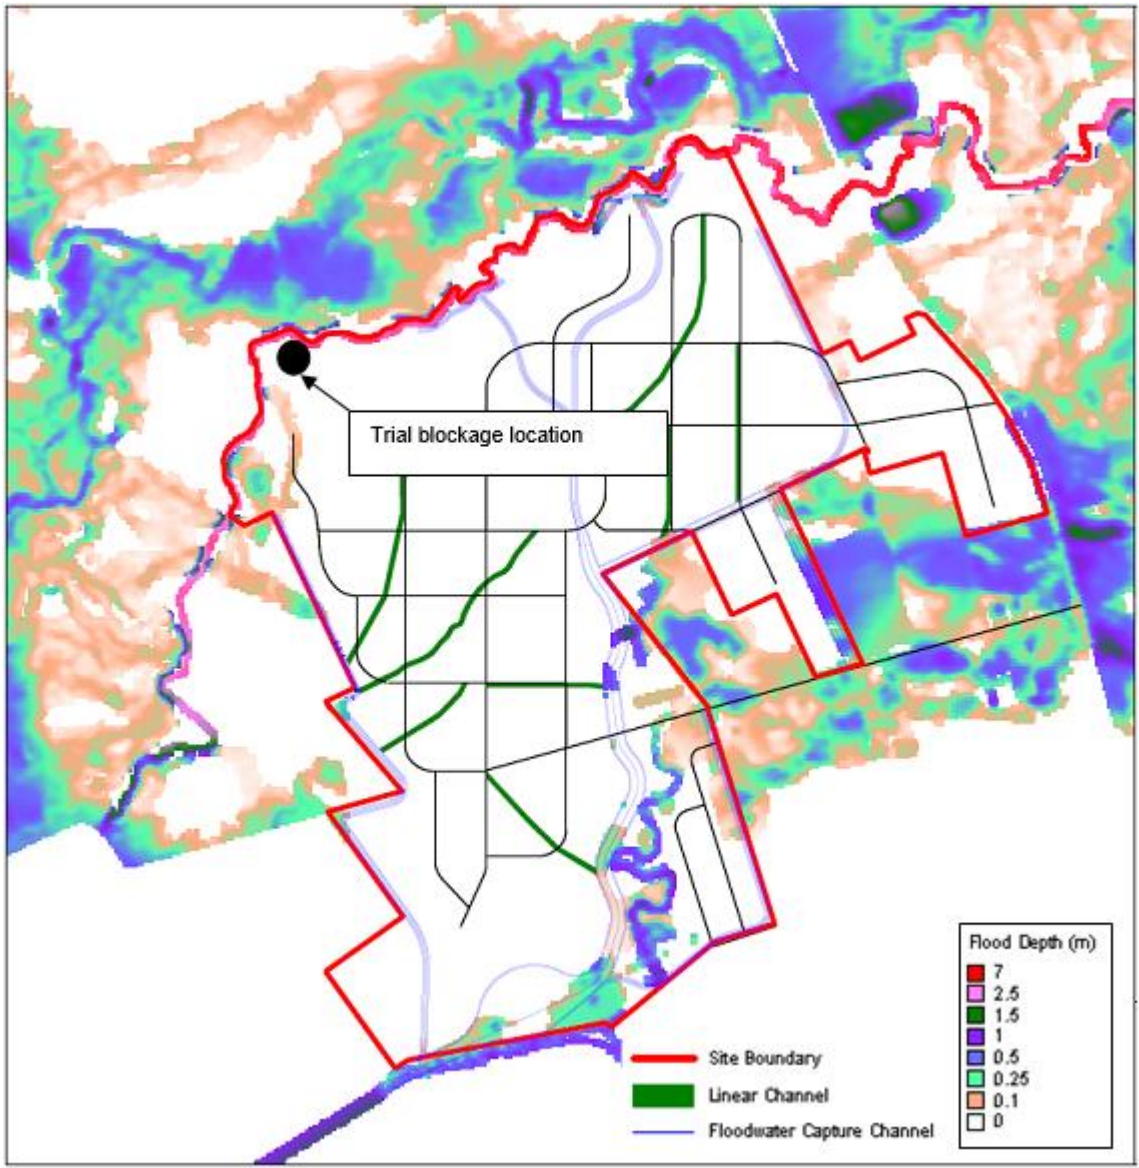 Trial blockage location
Flood Depth (m)
7
2.5
1.5
1
0.5
0.25
0.1
0
Site Boundary
Linear Channel
Floodwater Capture Channel